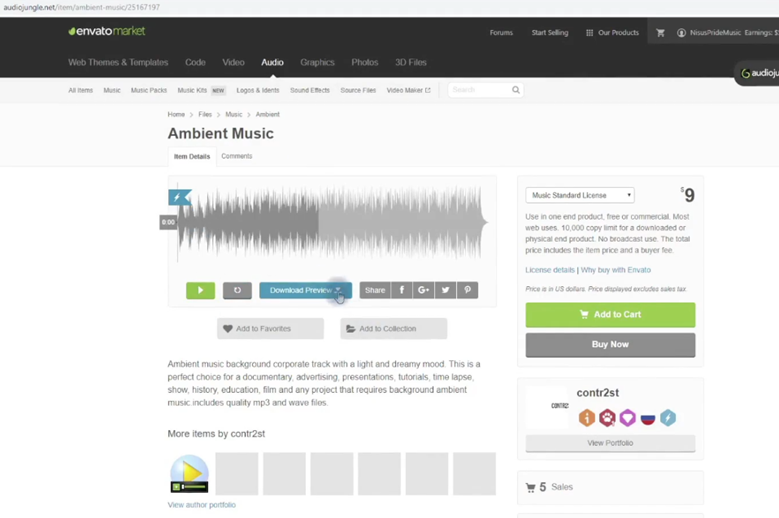 audiojungle.net/item/ambient-music/25167197
envatomarket
Forums Start Selling Our Products NisusPrideMusic Earnings: $
Web Themes & Templates Code Video Audio Graphics Photos 3D Files
audioju
All Items Music Music Packs Music Kits NEW Logos & Idents Sound Effects Source Files Video Maker Search
Home > Files > Music > Ambient
Ambient Music
Item Details Comments
0:00
Download Preview
Share f G+
Add to Favorites Add to Collection
Ambient music background corporate track with a light and dreamy mood. This is a
perfect choice for a documentary, advertising, presentations, tutorials, time lapse,
show, history, education, film and any project that requires background ambient
music includes quality mp3 and wave files.
More items by contr2st
View author portfolio
Music Standard License $9
Use in one end product, free or commercial. Most
web uses. 10,000 copy limit for a downloaded or
physical end product. No broadcast use. The total
price includes the item price and a buyer fee.
License details | Why buy with Envato
Price is in US dollars. Price displayed excludes sales tax.
Add to Cart
Buy Now
CONTR2ST
contr2st
View Portfolio
5 Sales